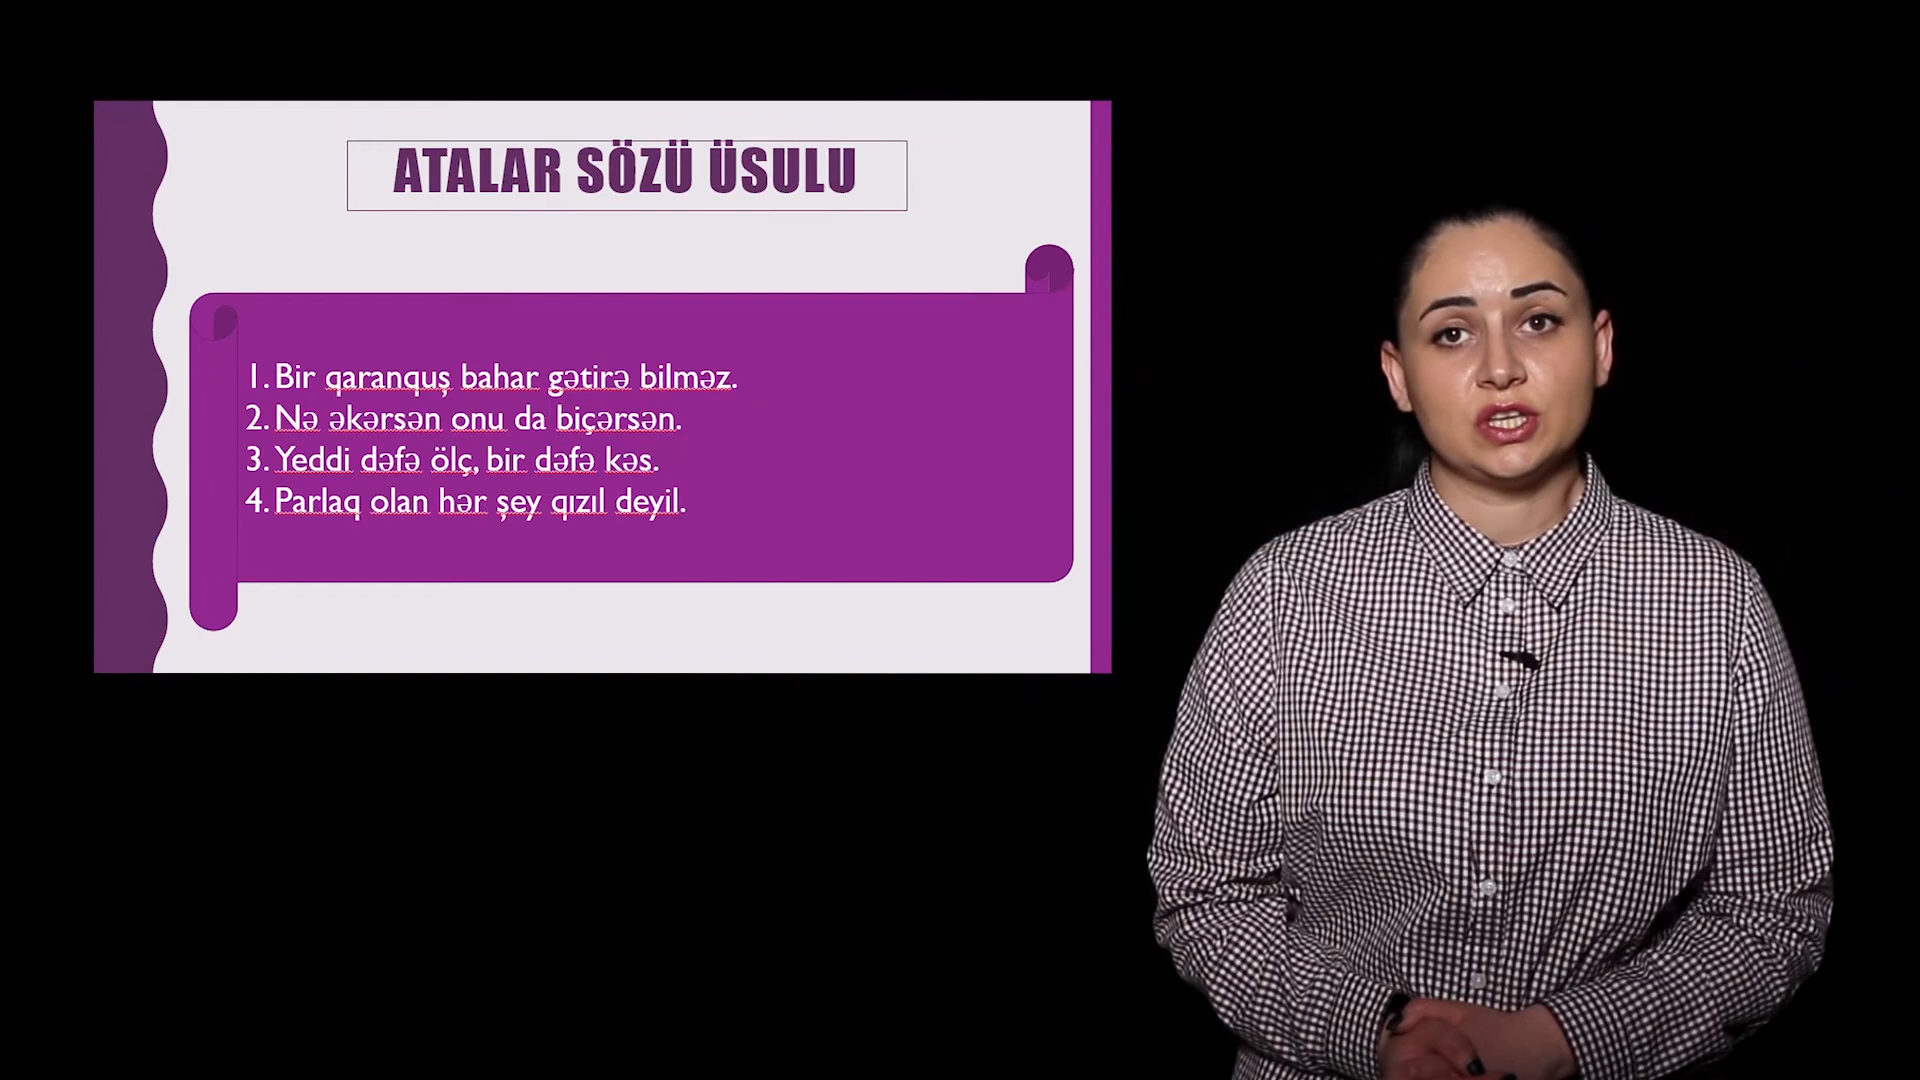 ATALAR SÖZÜ ÜSULU
1. Bir qaranquş bahar gətirə bilməz.
2. Nə əkərsən onu da biçərsən.
3. Yeddi dəfə ölç, bir dəfə kəs.
4. Parlaq olan hər şey qızıl deyil.